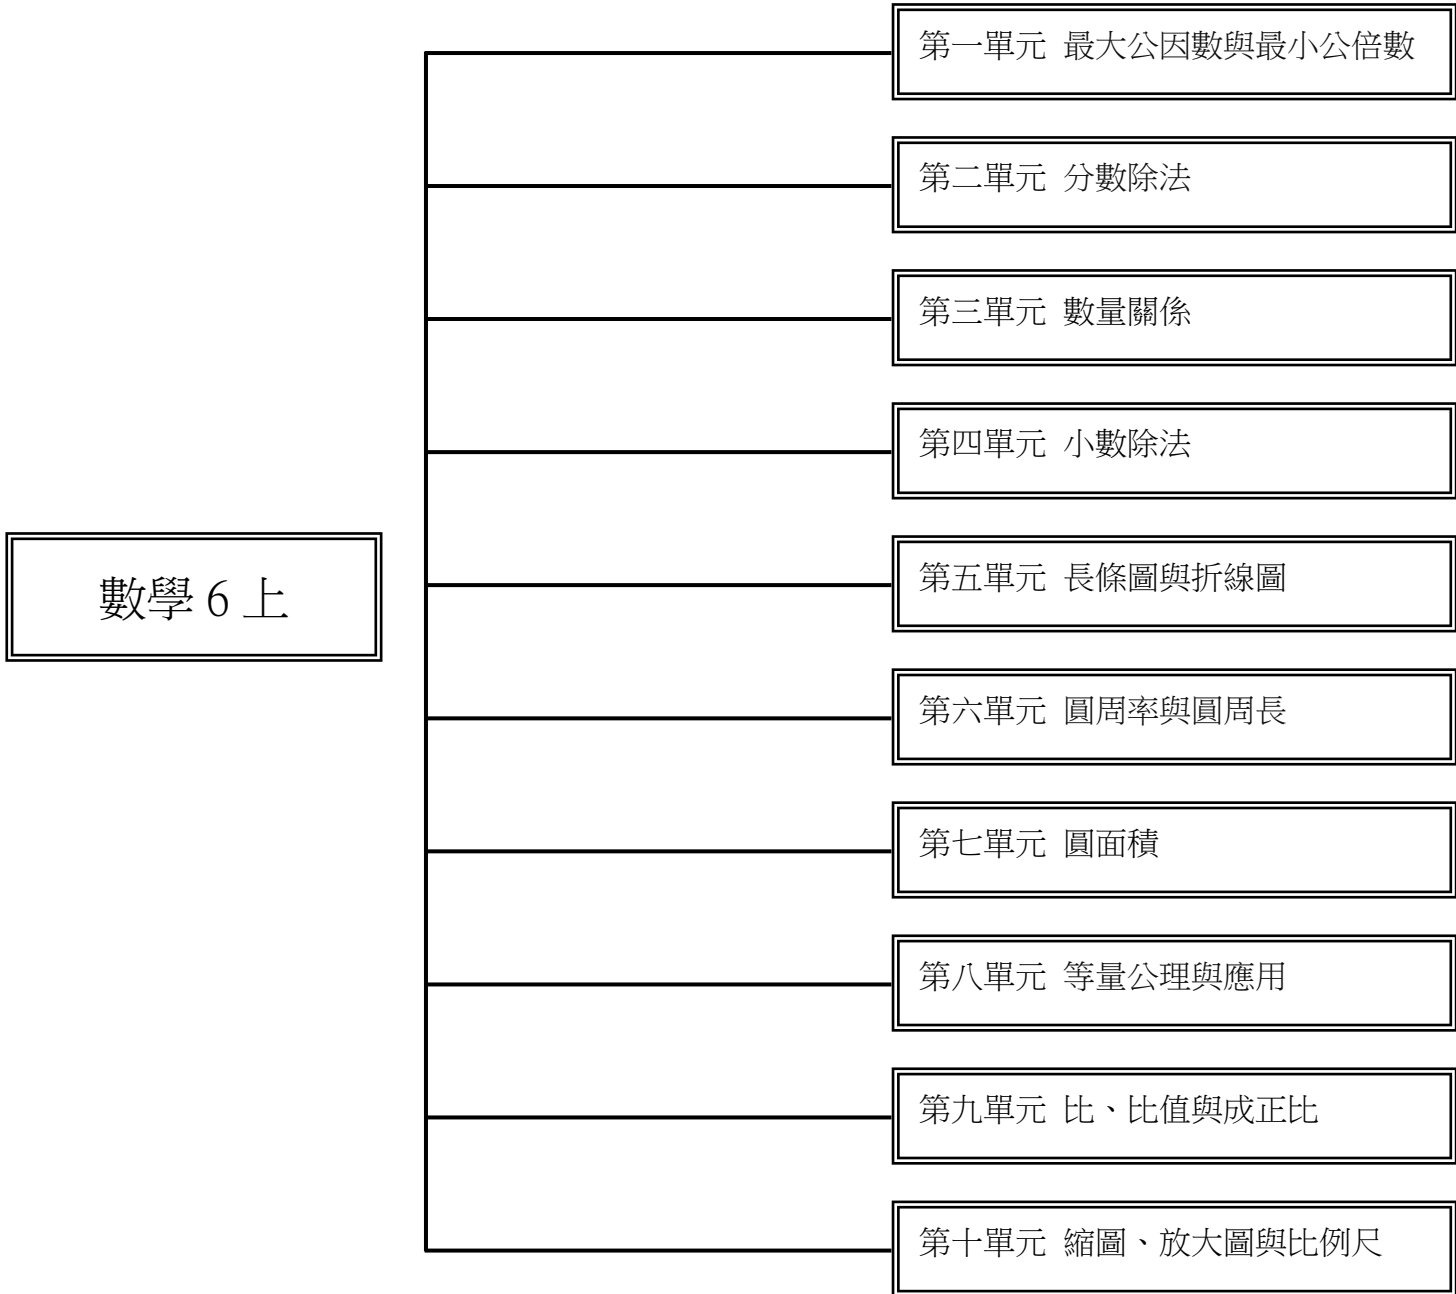 第一單元 最大公因數與最小公倍數
第二單元 分數除法
第三單元 數量關係
第四單元 小數除法
數學 6 上
第五單元 長條圖與折線圖
第六單元 圓周率與圓周長
第七單元 圓面積
第八單元 等量公理與應用
第九單元 比、比值與成正比
第十單元 縮圖、放大圖與比例尺